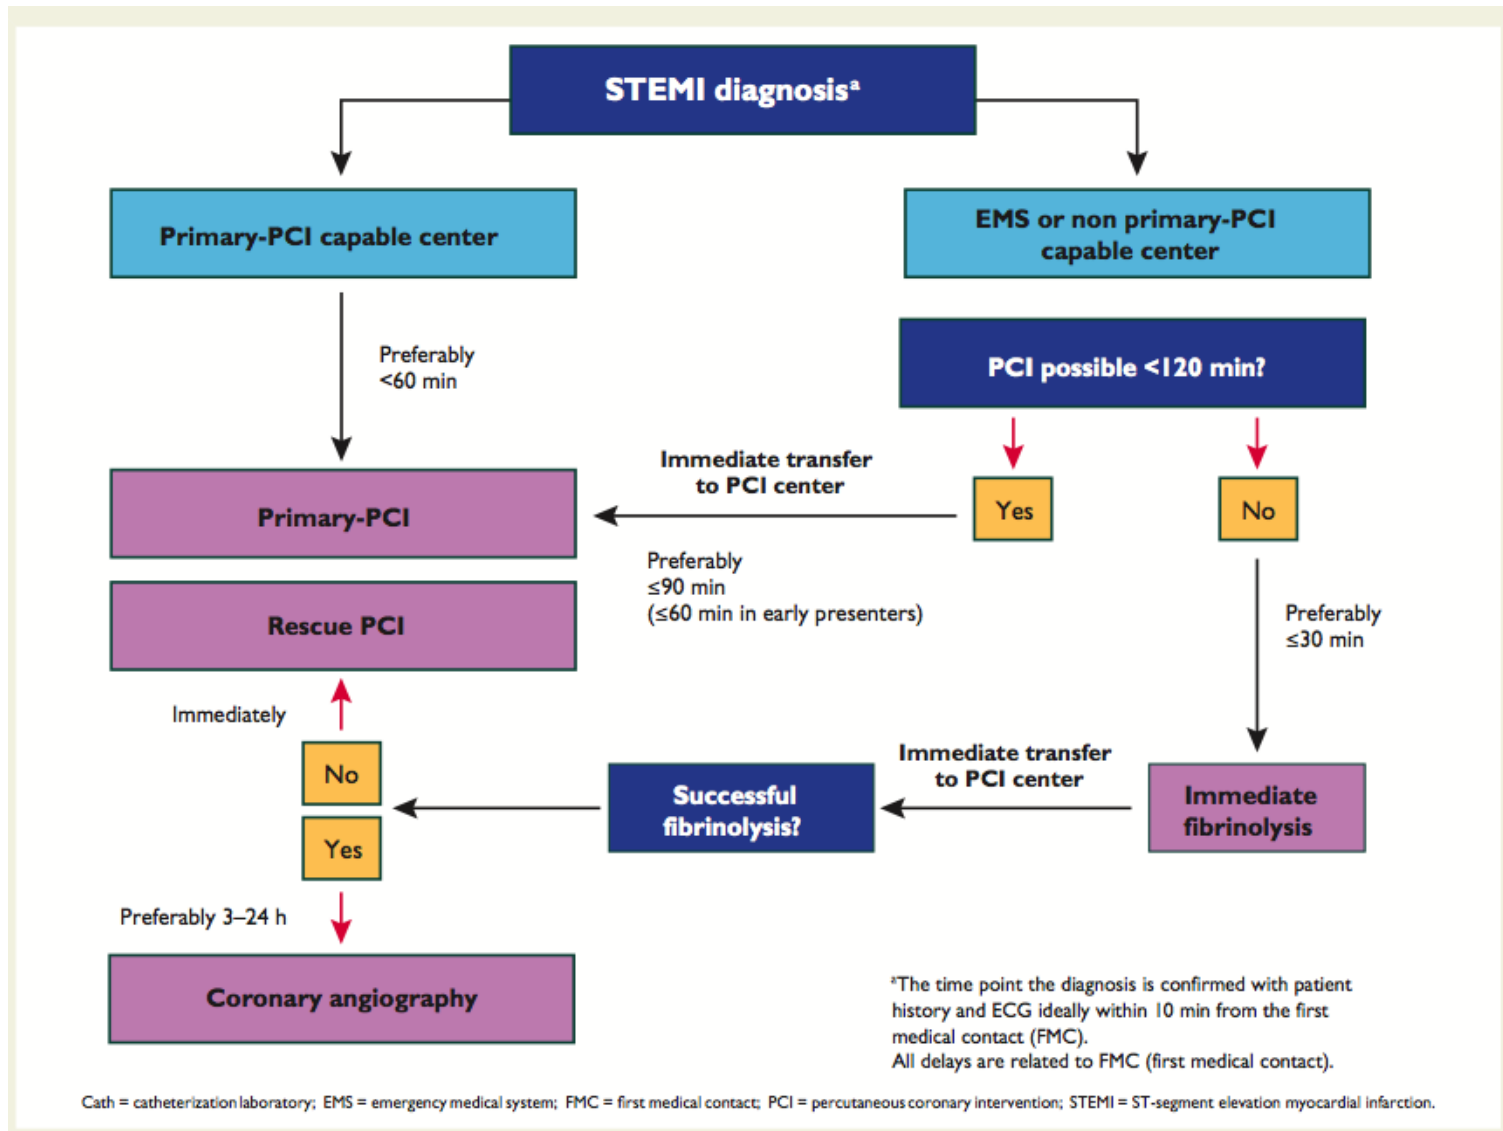 STEMI diagnosisª
Primary-PCI capable center
EMS or non primary-PCI
capable center
Preferably
<60 min
PCI possible <120 min?
Immediate transfer
to PCI center
Yes
No
Primary-PCI
Preferably
≤90 min
(≤60 min in early presenters)
Preferably
≤30 min
Rescue PCI
Immediately
No
Yes
Successful
fibrinolysis?
Immediate transfer
to PCI center
Immediate
fibrinolysis
Preferably 3–24 h
Coronary angiography
ªThe time point the diagnosis is confirmed with patient
history and ECG ideally within 10 min from the first
medical contact (FMC).
All delays are related to FMC (first medical contact).
Cath = catheterization laboratory; EMS = emergency medical system; FMC = first medical contact; PCI = percutaneous coronary intervention; STEMI = ST-segment elevation myocardial infarction.